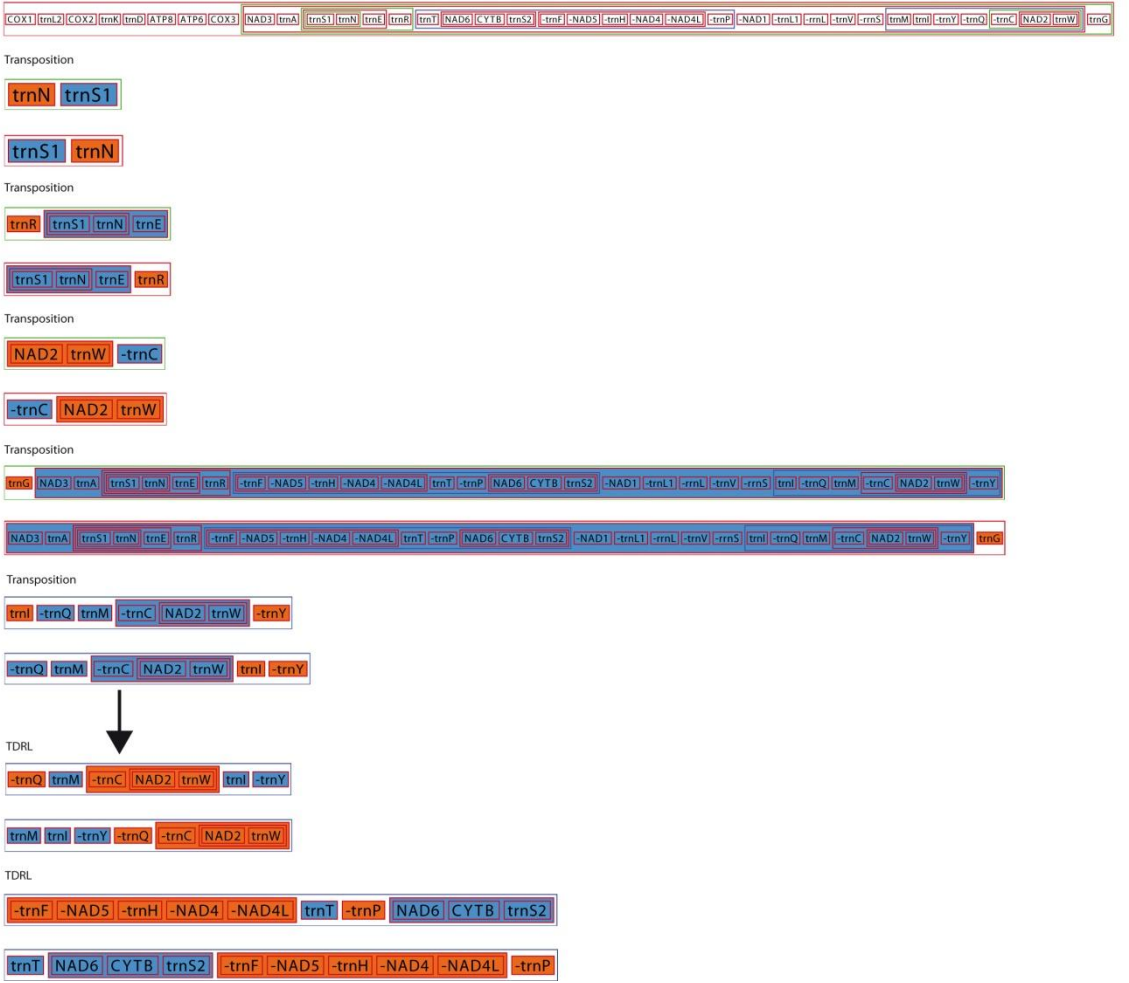 COX1 trnL2 COX2 trnK trnD ATP8 ATP6 COX3 NAD3 trnA trnS1 trnN trnE trnR trnT NAD6 CYTB trnS2 -trnF -NAD5 -trnH -NAD4 -NAD4L -trnP -NAD1 -trnL1 -rrnL -trnV -rrnS trnM trnI -trnY -trnQ -trnC NAD2 trnW trnG
Transposition
trnN trnS1
trnS1 trnN
Transposition
trnR trnS1 trnN trnE
trnS1 trnN trnE trnR
Transposition
NAD2 trnW -trnC
-trnC NAD2 trnW
Transposition
trnG NAD3 trnA trnS1 trnN trnE trnR -trnF -NAD5 -trnH -NAD4 -NAD4L trnT -trnP NAD6 CYTB trnS2 -NAD1 -trnL1 -rrnL -trnV -rrnS trnI -trnQ trnM -trnC NAD2 trnW -trnY
NAD3 trnA trnS1 trnN trnE trnR -trnF -NAD5 -trnH -NAD4 -NAD4L trnT -trnP NAD6 CYTB trnS2 -NAD1 -trnL1 -rrnL -trnV -rrnS trnI -trnQ trnM -trnC NAD2 trnW -trnY trnG
Transposition
trnI -trnQ trnM -trnC NAD2 trnW -trnY
-trnQ trnM -trnC NAD2 trnW trnI -trnY
TDRL
-trnQ trnM -trnC NAD2 trnW trnI -trnY
trnM trnI -trnY -trnQ -trnC NAD2 trnW
TDRL
-trnF -NAD5 -trnH -NAD4 -NAD4L trnT -trnP NAD6 CYTB trnS2
trnT NAD6 CYTB trnS2 -trnF -NAD5 -trnH -NAD4 -NAD4L -trnP